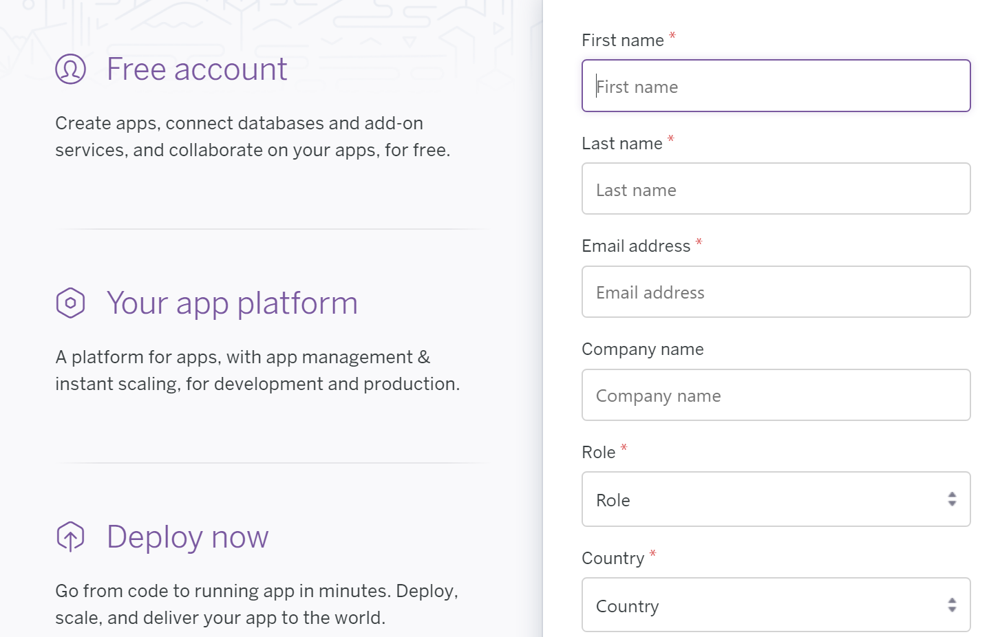 Free account
Create apps, connect databases and add-on
services, and collaborate on your apps, for free.
Your app platform
A platform for apps, with app management &
instant scaling, for development and production.
Deploy now
Go from code to running app in minutes. Deploy,
scale, and deliver your app to the world.
First name *
First name
Last name *
Last name
Email address *
Email address
Company name
Company name
Role *
Role
Country *
Country